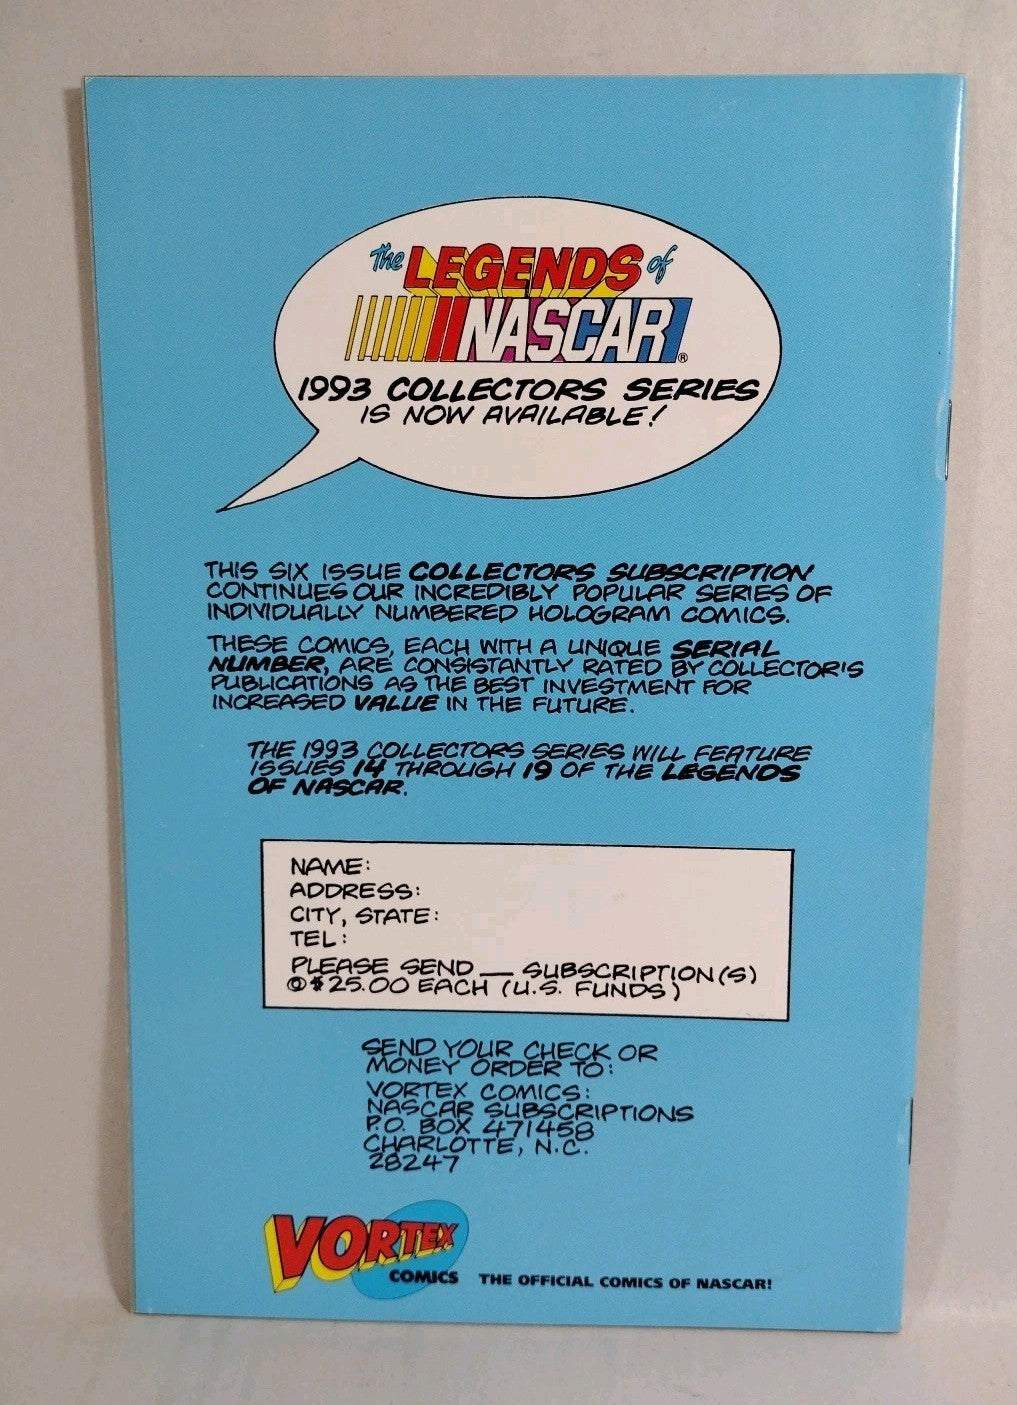 The LEGENDS of
NASCAR®
1993 COLLECTORS SERIES
IS NOW AVAILABLE!
THIS SIX ISSUE COLLECTORS SUBSCRIPTION
CONTINUES OUR INCREDIBLY POPULAR SERIES OF
INDIVIDUALLY NUMBERED HOLOGRAM COMICS.
THESE COMICS, EACH WITH A UNIQUE SERIAL
NUMBER, ARE CONSISTANTLY RATED BY COLLECTOR'S
PUBLICATIONS AS THE BEST INVESTMENT FOR
INCREASED VALUE IN THE FUTURE.
THE 1993 COLLECTORS SERIES WILL FEATURE
ISSUES 14 THROUGH 19 OF THE LEGENDS
OF NASCAR.
NAME:
ADDRESS:
CITY, STATE:
TEL:
PLEASE SEND __ SUBSCRIPTION(S)
@ $25.00 EACH (U.S. FUNDS)
SEND YOUR CHECK OR
MONEY ORDER TO:
VORTEX COMICS:
NASCAR SUBSCRIPTIONS
P.O. BOX 471458
CHARLOTTE, N.C.
28247
VORTEX
COMICS THE OFFICIAL COMICS OF NASCAR!